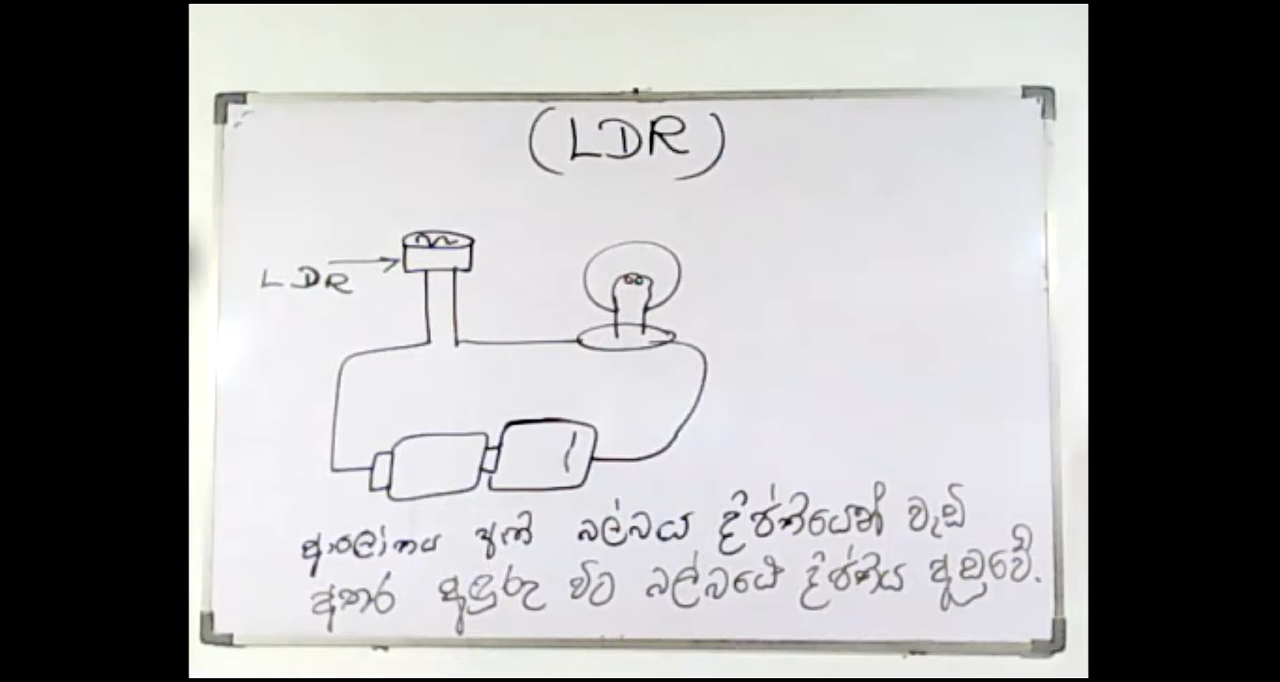 (LDR)
LDR
ආලෝකය ඇති බල්බය දීප්තියෙන් වැඩි
අතර අඳුරු විට බල්බයේ දීප්තිය අඩුවේ.